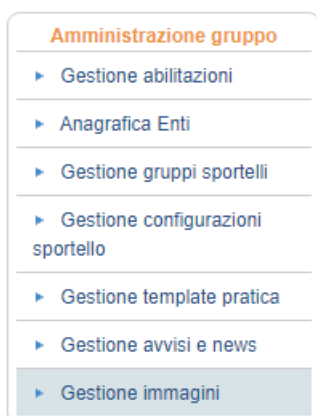 Amministrazione gruppo
Gestione abilitazioni
Anagrafica Enti
Gestione gruppi sportelli
Gestione configurazioni
sportello
Gestione template pratica
Gestione avvisi e news
Gestione immagini